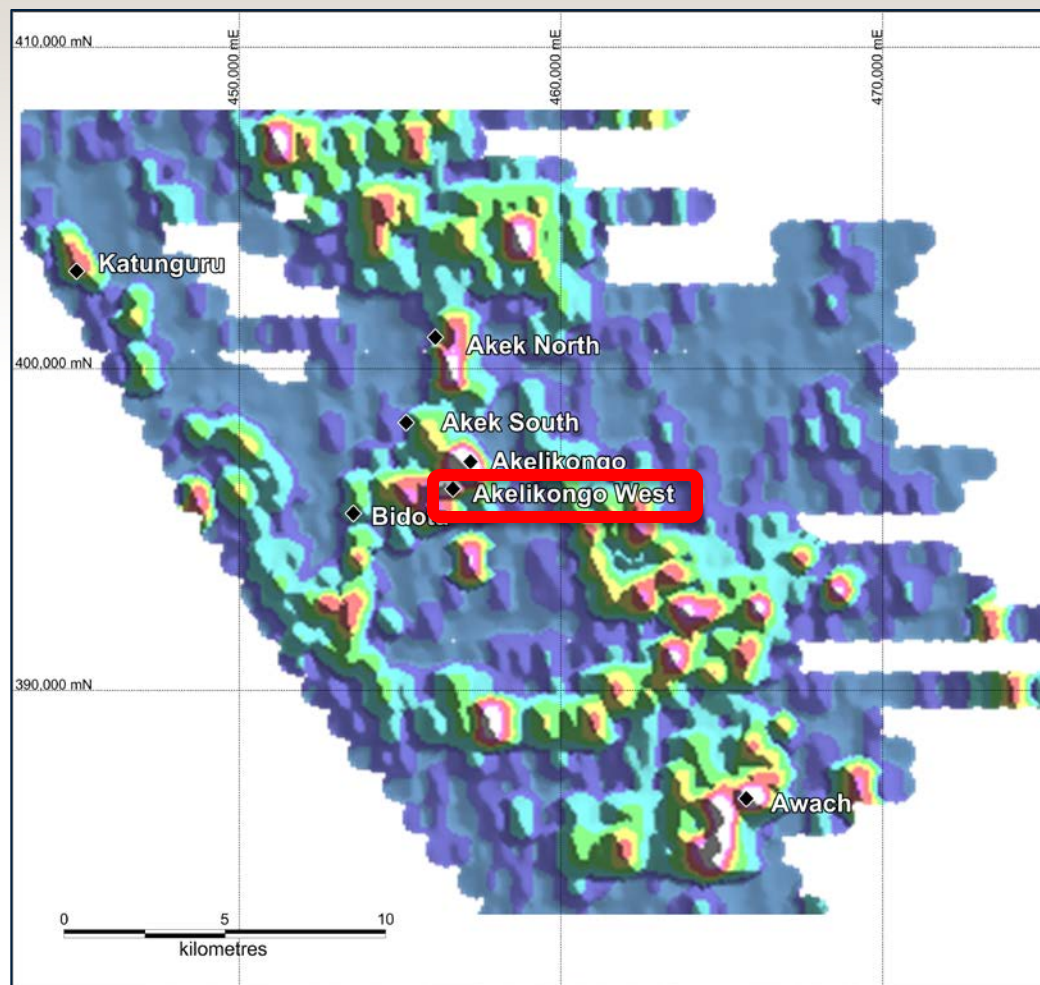 410,000 mN
450,000 mE
460,000 mE
470,000 mE
Katunguru
Akek North
400,000 mN
Akek South
Akelikongo
Akelikongo West
Bidota
390,000 mN
Awach
0 5 10
kilometres